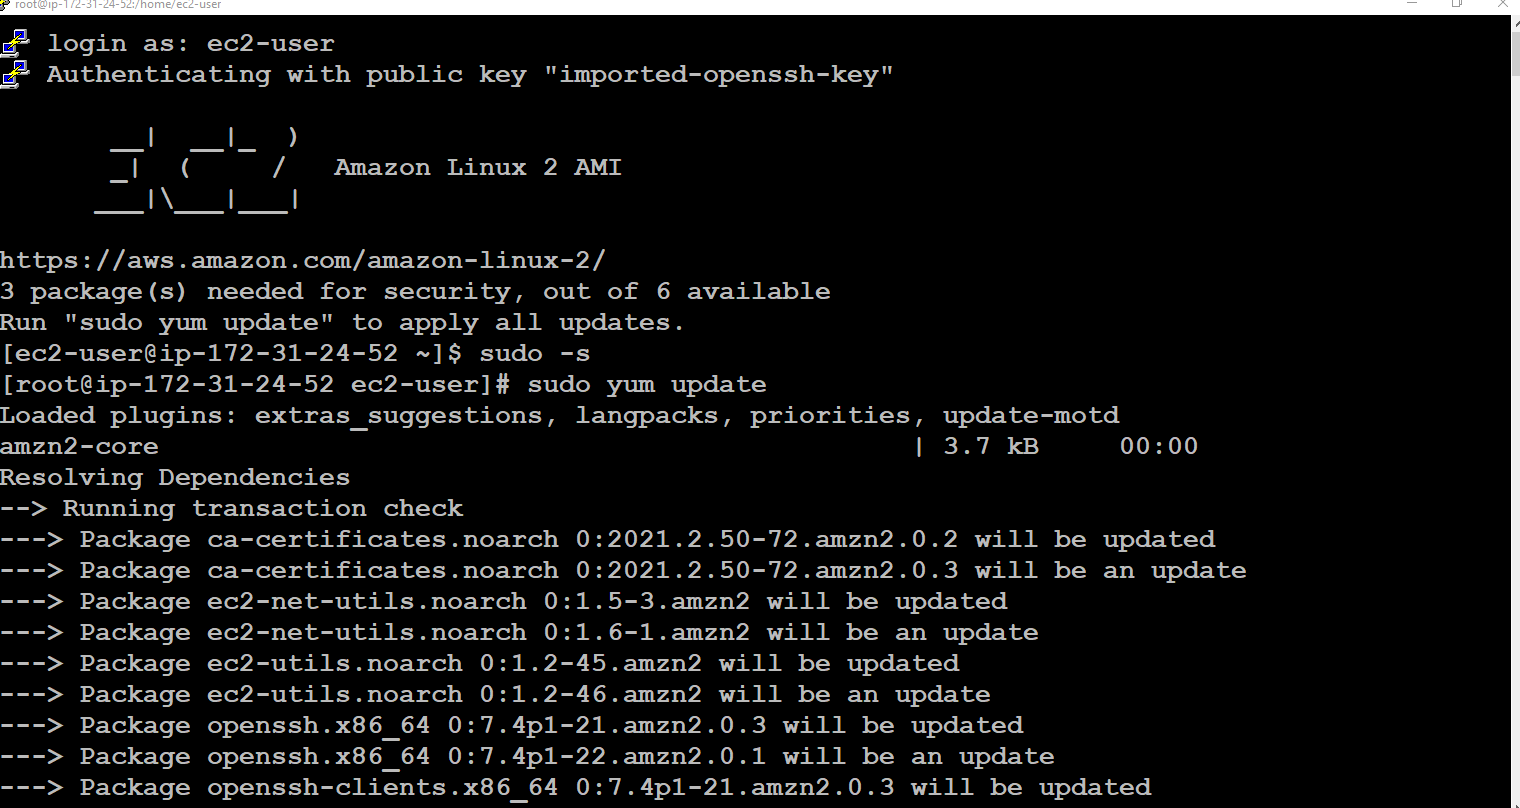 root@ip-172-31-24-52:/home/ec2-user
login as: ec2-user
Authenticating with public key "imported-openssh-key"
       __|  __|_  )
       _|  (     /   Amazon Linux 2 AMI
      ___|\___|___|
https://aws.amazon.com/amazon-linux-2/
3 package(s) needed for security, out of 6 available
Run "sudo yum update" to apply all updates.
[ec2-user@ip-172-31-24-52 ~]$ sudo -s
[root@ip-172-31-24-52 ec2-user]# sudo yum update
Loaded plugins: extras_suggestions, langpacks, priorities, update-motd
amzn2-core                                               | 3.7 kB     00:00
Resolving Dependencies
--> Running transaction check
---> Package ca-certificates.noarch 0:2021.2.50-72.amzn2.0.2 will be updated
---> Package ca-certificates.noarch 0:2021.2.50-72.amzn2.0.3 will be an update
---> Package ec2-net-utils.noarch 0:1.5-3.amzn2 will be updated
---> Package ec2-net-utils.noarch 0:1.6-1.amzn2 will be an update
---> Package ec2-utils.noarch 0:1.2-45.amzn2 will be updated
---> Package ec2-utils.noarch 0:1.2-46.amzn2 will be an update
---> Package openssh.x86_64 0:7.4p1-21.amzn2.0.3 will be updated
---> Package openssh.x86_64 0:7.4p1-22.amzn2.0.1 will be an update
---> Package openssh-clients.x86_64 0:7.4p1-21.amzn2.0.3 will be updated